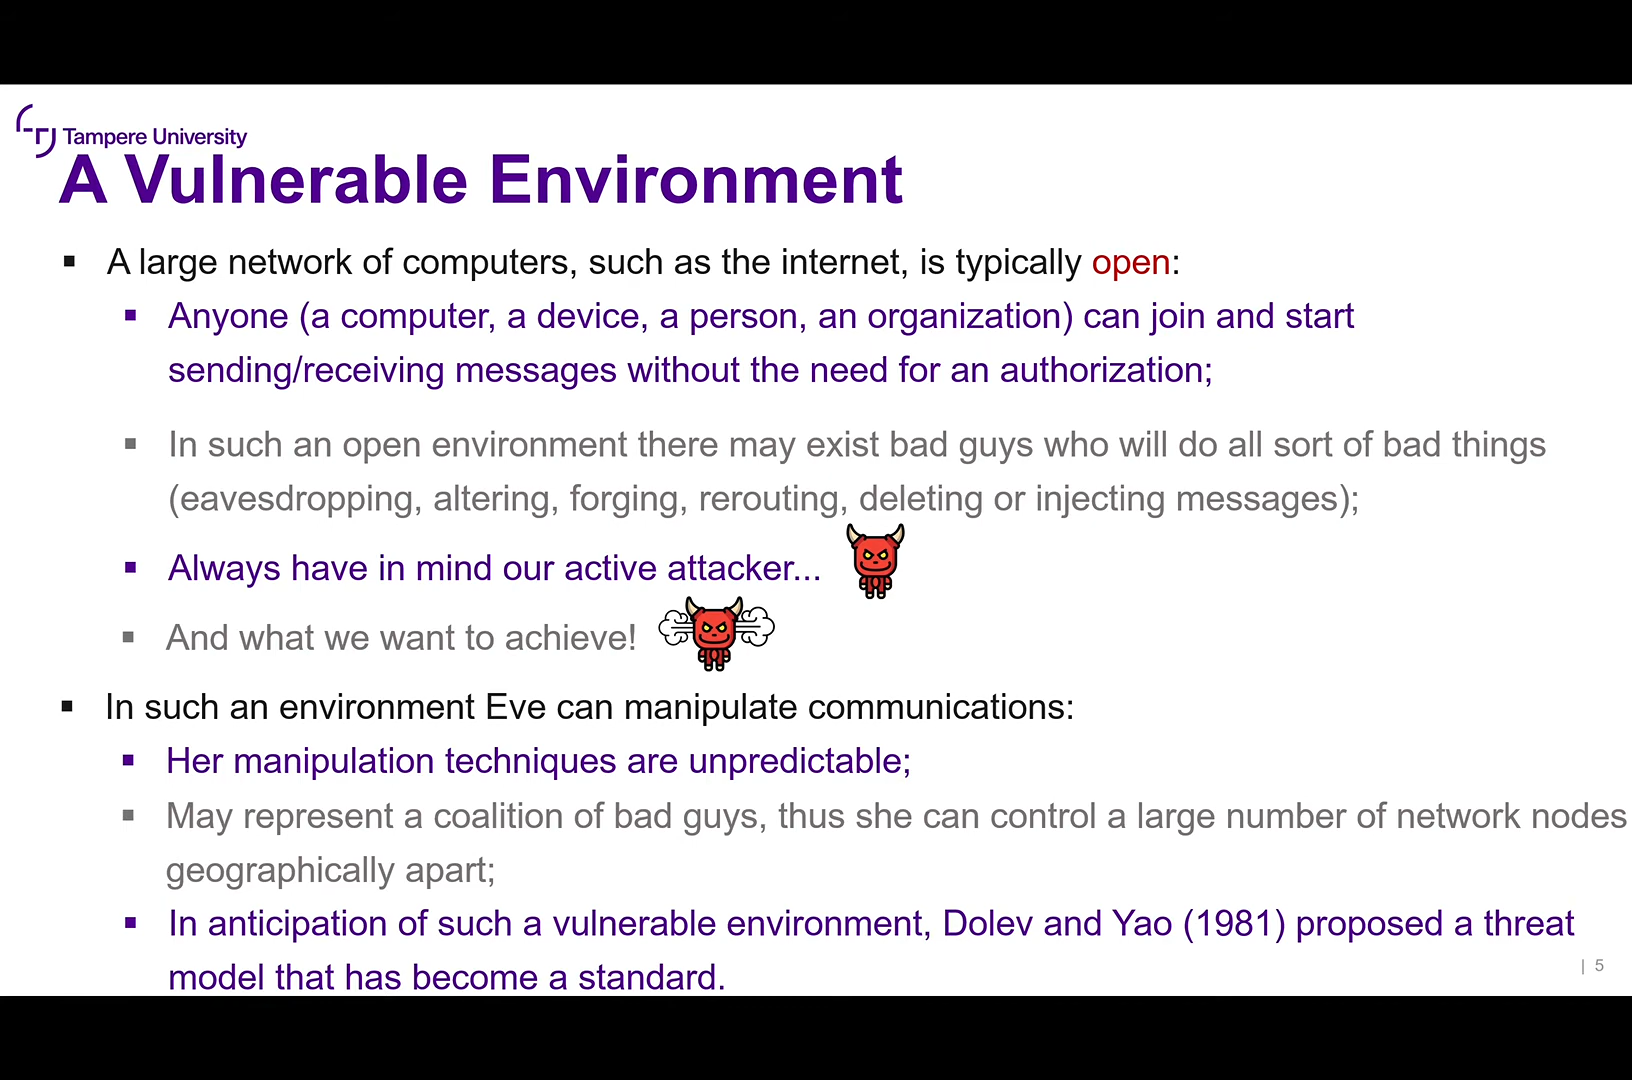 Tampere University
A Vulnerable Environment
▪ A large network of computers, such as the internet, is typically open:
▪ Anyone (a computer, a device, a person, an organization) can join and start
sending/receiving messages without the need for an authorization;
▪ In such an open environment there may exist bad guys who will do all sort of bad things
(eavesdropping, altering, forging, rerouting, deleting or injecting messages);
▪ Always have in mind our active attacker...
▪ And what we want to achieve!
▪ In such an environment Eve can manipulate communications:
▪ Her manipulation techniques are unpredictable;
▪ May represent a coalition of bad guys, thus she can control a large number of network nodes
geographically apart;
▪ In anticipation of such a vulnerable environment, Dolev and Yao (1981) proposed a threat
model that has become a standard.
| 5